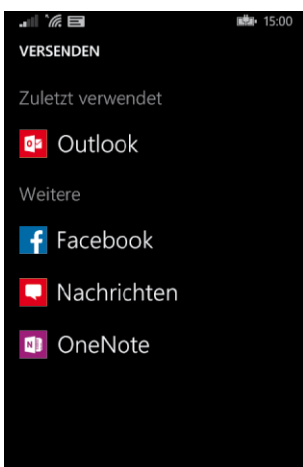 15:00
VERSENDEN
Zuletzt verwendet
Outlook
Weitere
Facebook
Nachrichten
OneNote